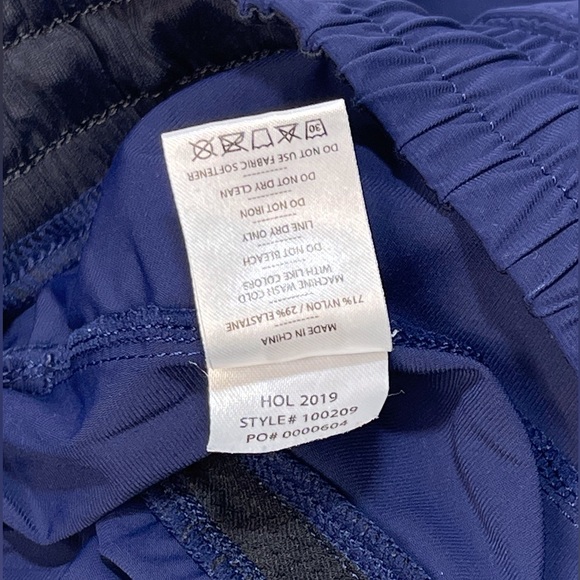 MADE IN CHINA
71% NYLON / 29% ELASTANE
MACHINE WASH COLD
WITH LIKE COLORS
DO NOT BLEACH
LINE DRY ONLY
DO NOT IRON
DO NOT DRY CLEAN
DO NOT USE FABRIC SOFTENER
30
HOL 2019
STYLE# 100209
PO# 0000604